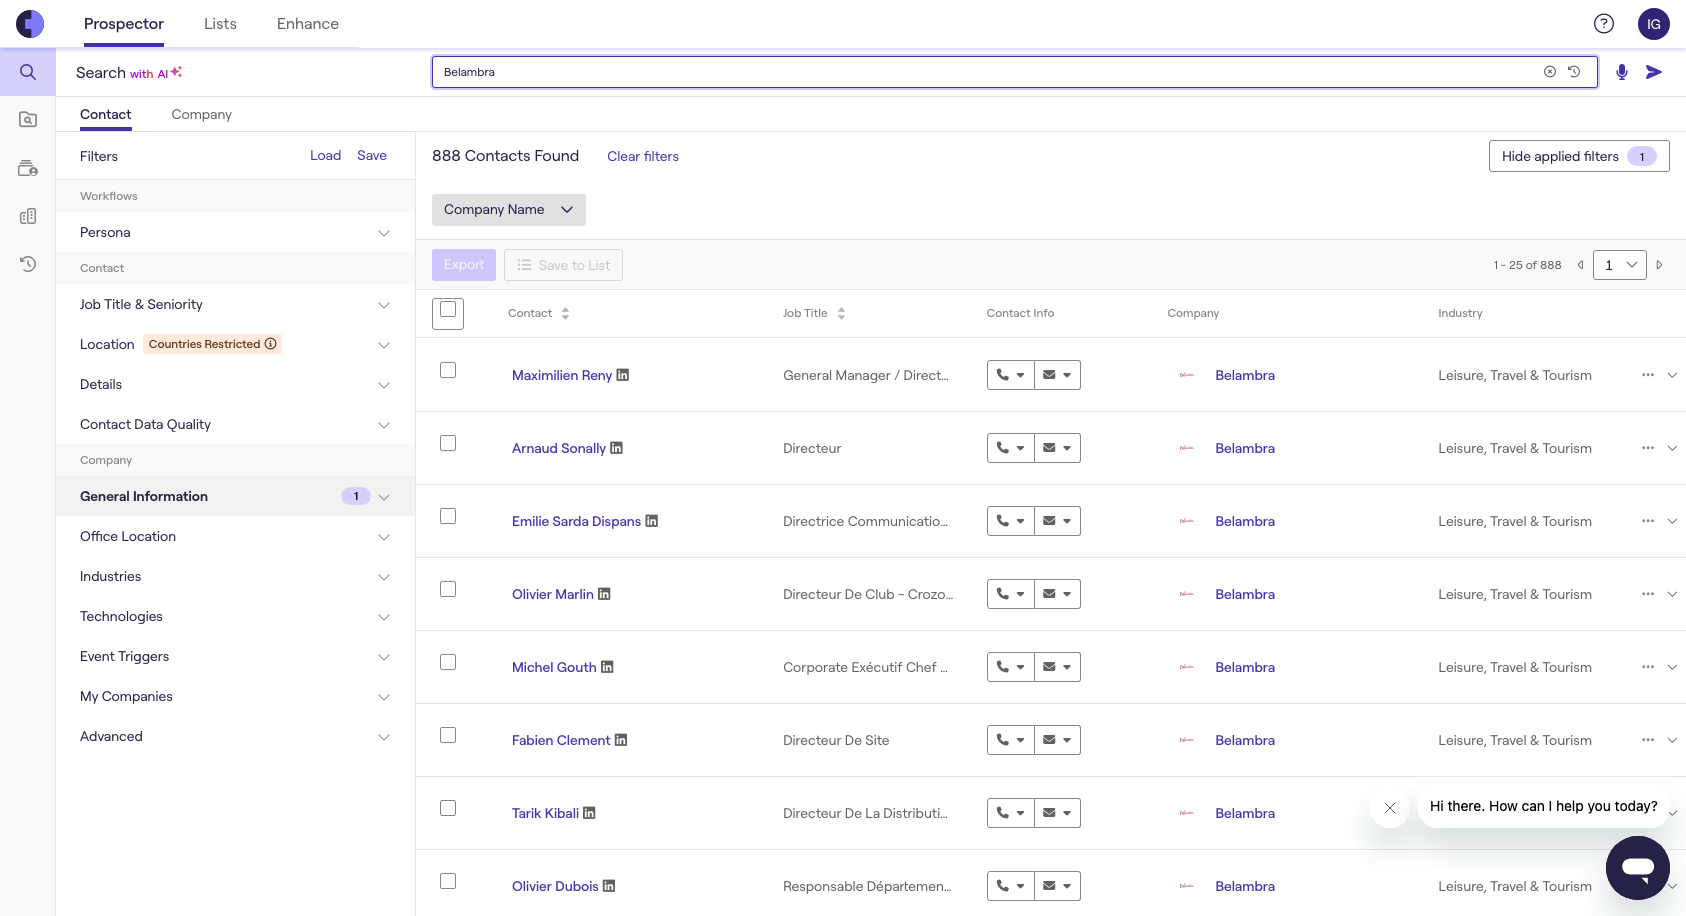 Prospector
Lists
Enhance
IG
Search with AI
Belambra
Contact
Company
Filters
Load
Save
888 Contacts Found
Clear filters
Hide applied filters 1
Workflows
Persona
Contact
Job Title & Seniority
Location Countries Restricted
Details
Contact Data Quality
Company
General Information 1
Office Location
Industries
Technologies
Event Triggers
My Companies
Advanced
Company Name
Export
Save to List
1 - 25 of 888
1
Contact Job Title Contact Info Company Industry
Maximilien Reny General Manager / Direct... Belambra Leisure, Travel & Tourism
Arnaud Sonally Directeur Belambra Leisure, Travel & Tourism
Emilie Sarda Dispans Directrice Communicatio... Belambra Leisure, Travel & Tourism
Olivier Marlin Directeur De Club - Crozo... Belambra Leisure, Travel & Tourism
Michel Gouth Corporate Exécutif Chef ... Belambra Leisure, Travel & Tourism
Fabien Clement Directeur De Site Belambra Leisure, Travel & Tourism
Tarik Kibali Directeur De La Distributi... Belambra Leisure, Travel & Tourism
Olivier Dubois Responsable Départemen... Belambra Leisure, Travel & Tourism
Hi there. How can I help you today?